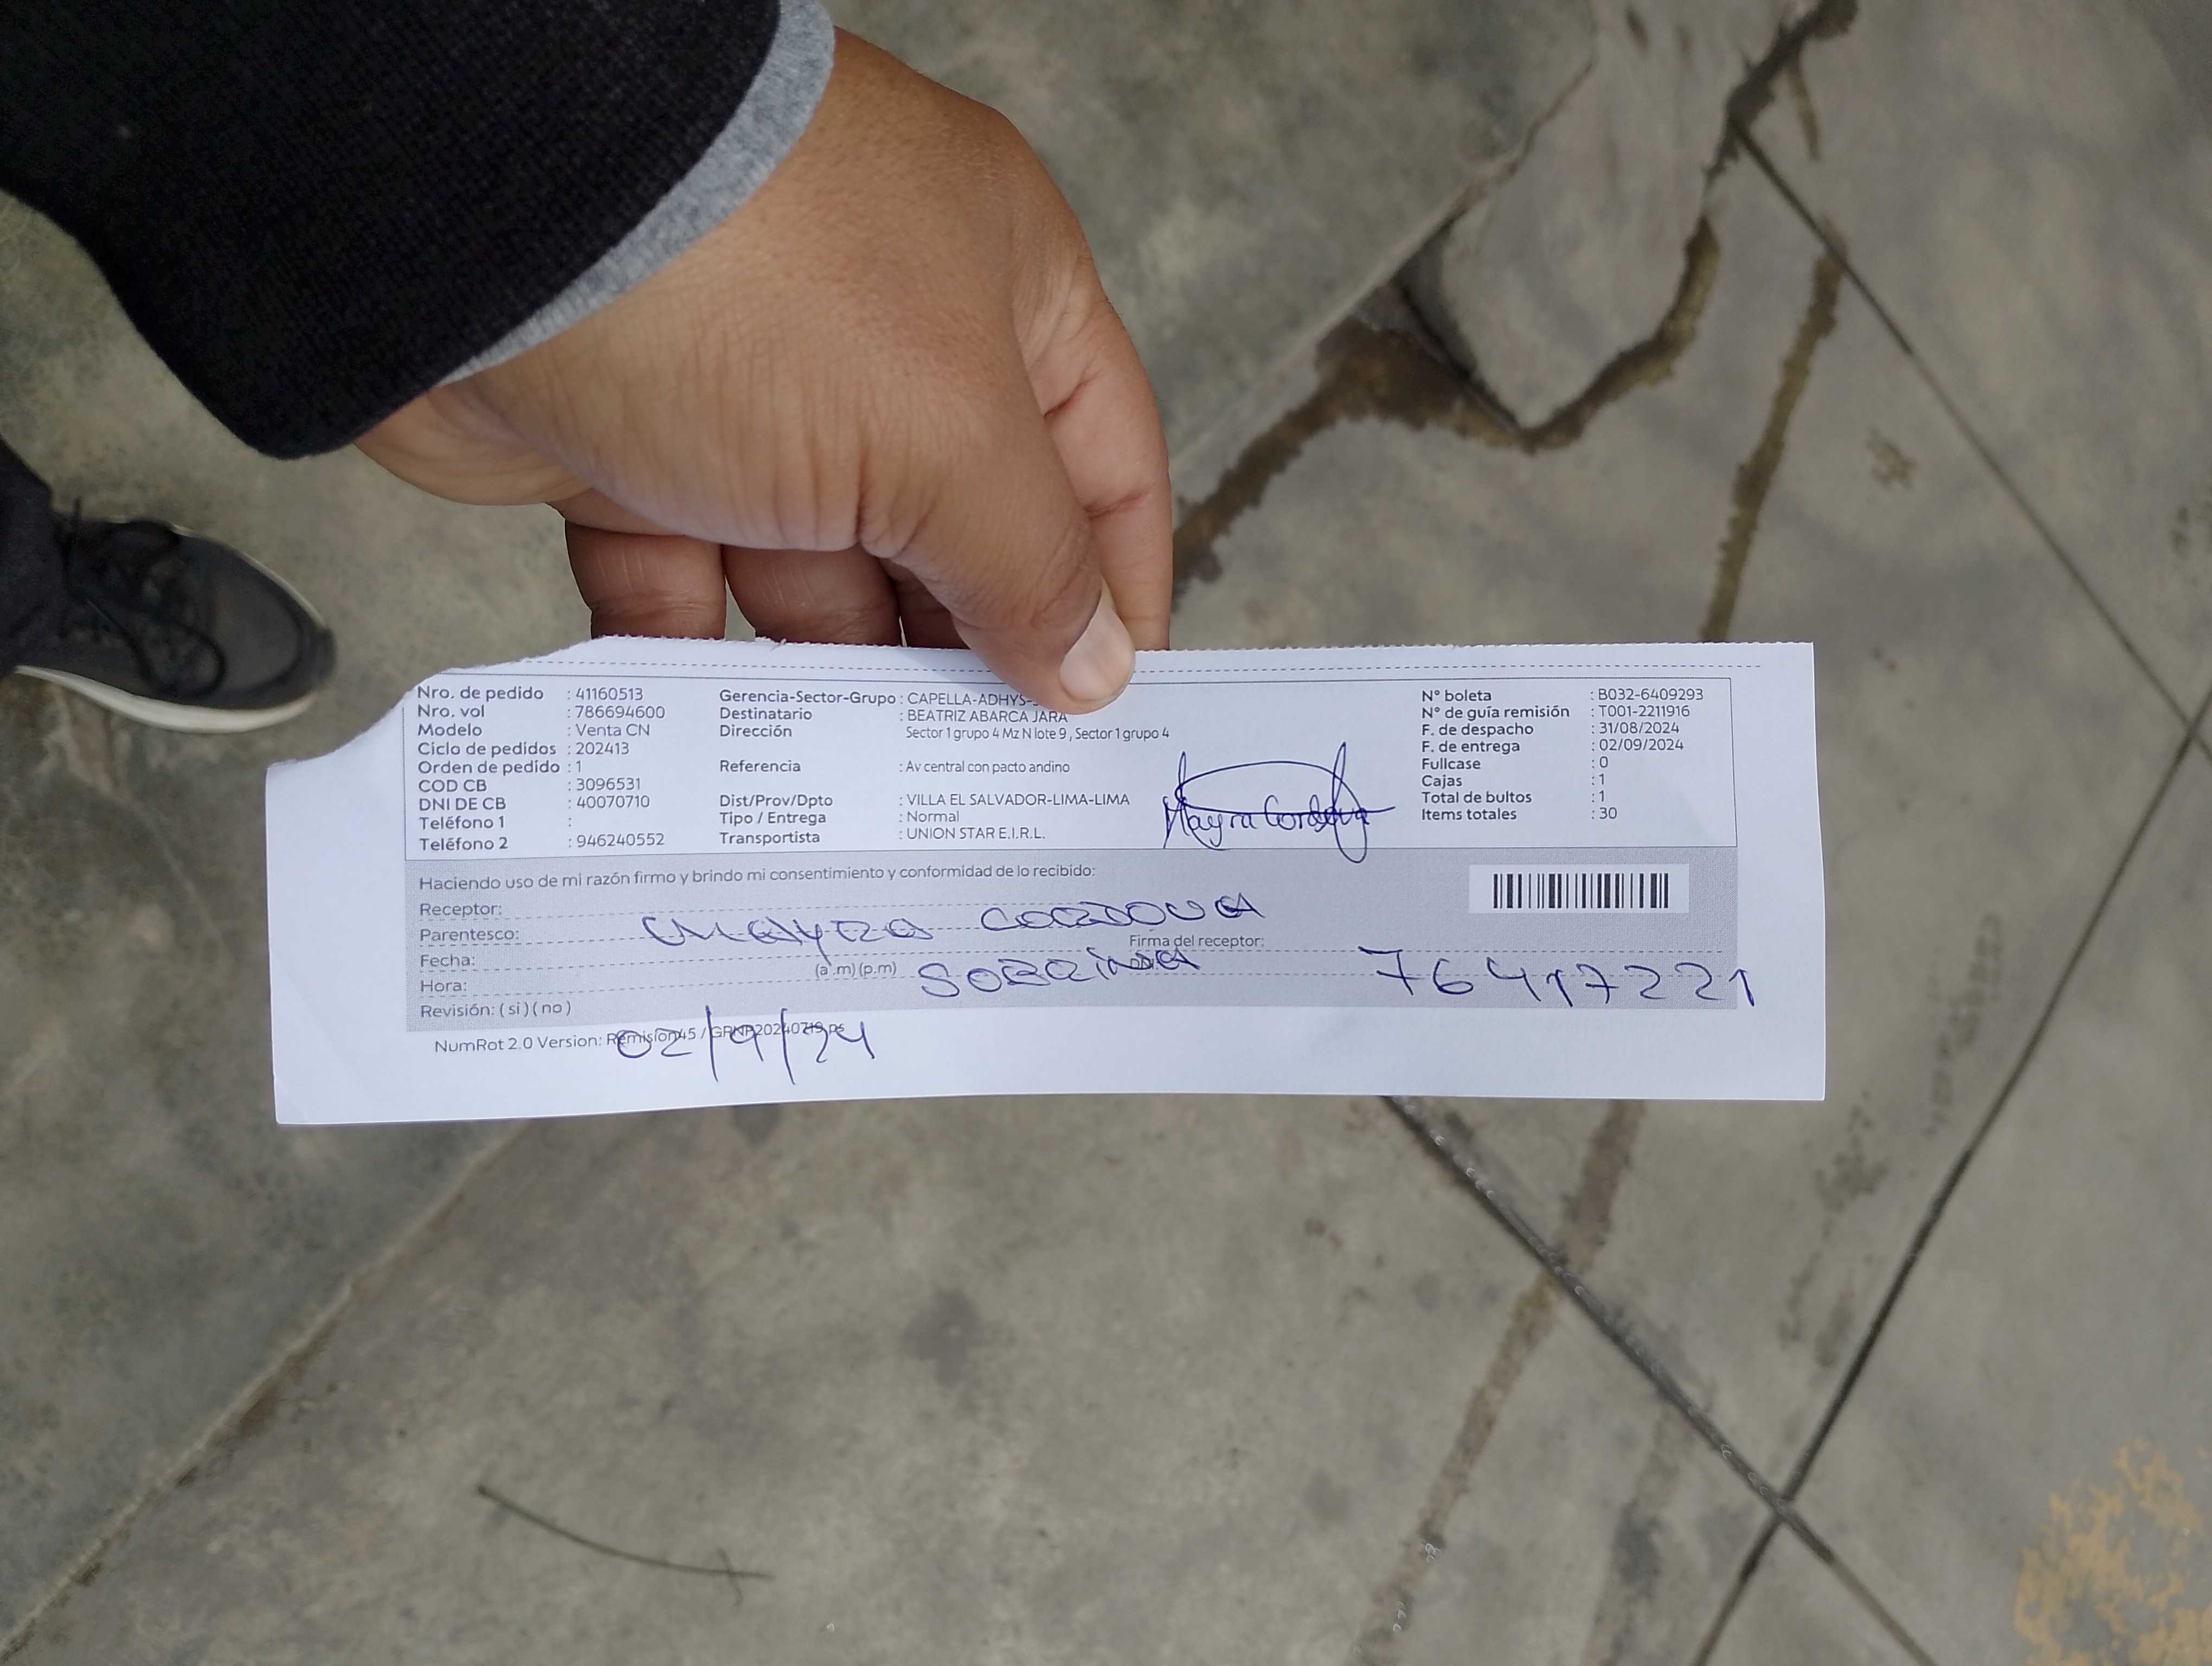 Nro. de pedido : 41160513 Gerencia-Sector-Grupo : CAPELLA-ADHYS- N° boleta : B032-6409293
Nro. vol : 786694600 Destinatario : BEATRIZ ABARCA JARA N° de guía remisión : T001-2211916
Modelo : Venta CN Dirección Sector 1 grupo 4 Mz N lote 9 , Sector 1 grupo 4 F. de despacho : 31/08/2024
Ciclo de pedidos : 202413 F. de entrega : 02/09/2024
Orden de pedido : 1 Referencia : Av central con pacto andino Fullcase : 0
COD CB : 3096531 Cajas : 1
DNI DE CB : 40070710 Dist/Prov/Dpto : VILLA EL SALVADOR-LIMA-LIMA Total de bultos : 1
Teléfono 1 : Tipo / Entrega : Normal Items totales : 30
Teléfono 2 : 946240552 Transportista : UNION STAR E.I.R.L.
Mayra Cordova
Haciendo uso de mi razón firmo y brindo mi consentimiento y conformidad de lo recibido:
Receptor: MAYRA CORDOVA
Parentesco: Firma del receptor:
Fecha: (a.m) (p.m) SOBRINA 76417221
Hora:
Revisión: ( si ) ( no )
NumRot 2.0 Version: Remision45 / GRNP20240719.ps
02/9/24